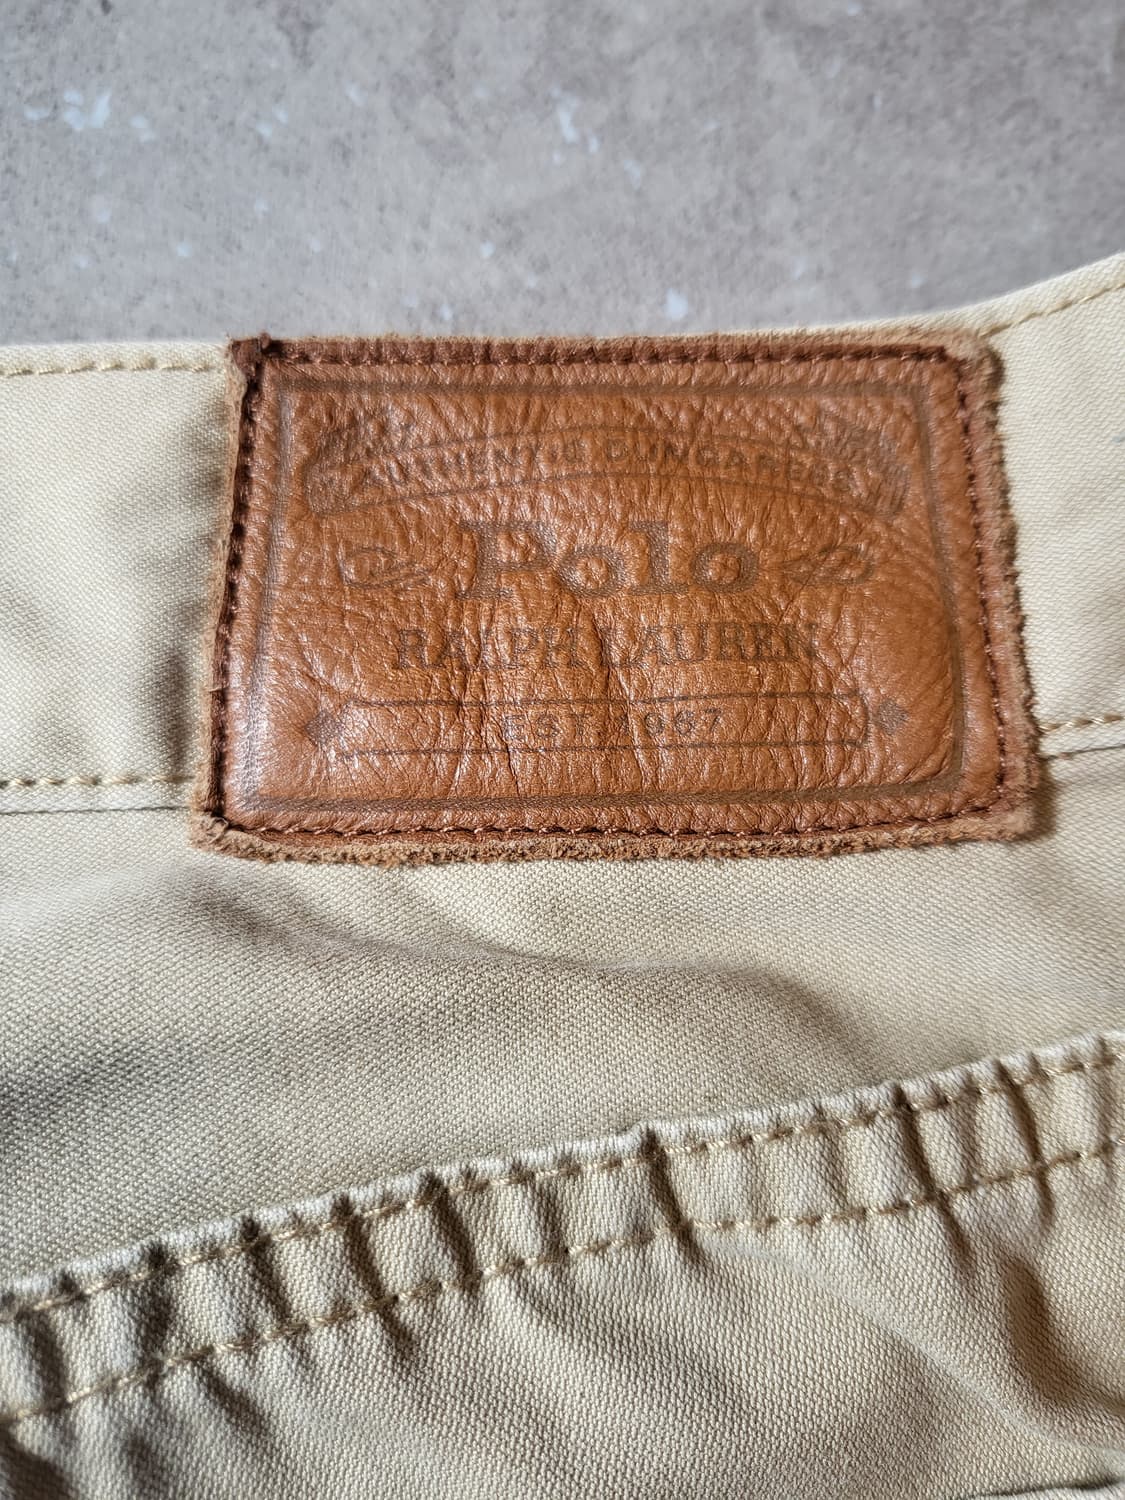 AUTHENTIC DUNGAREES
Polo
RALPH LAUREN
EST. 1967